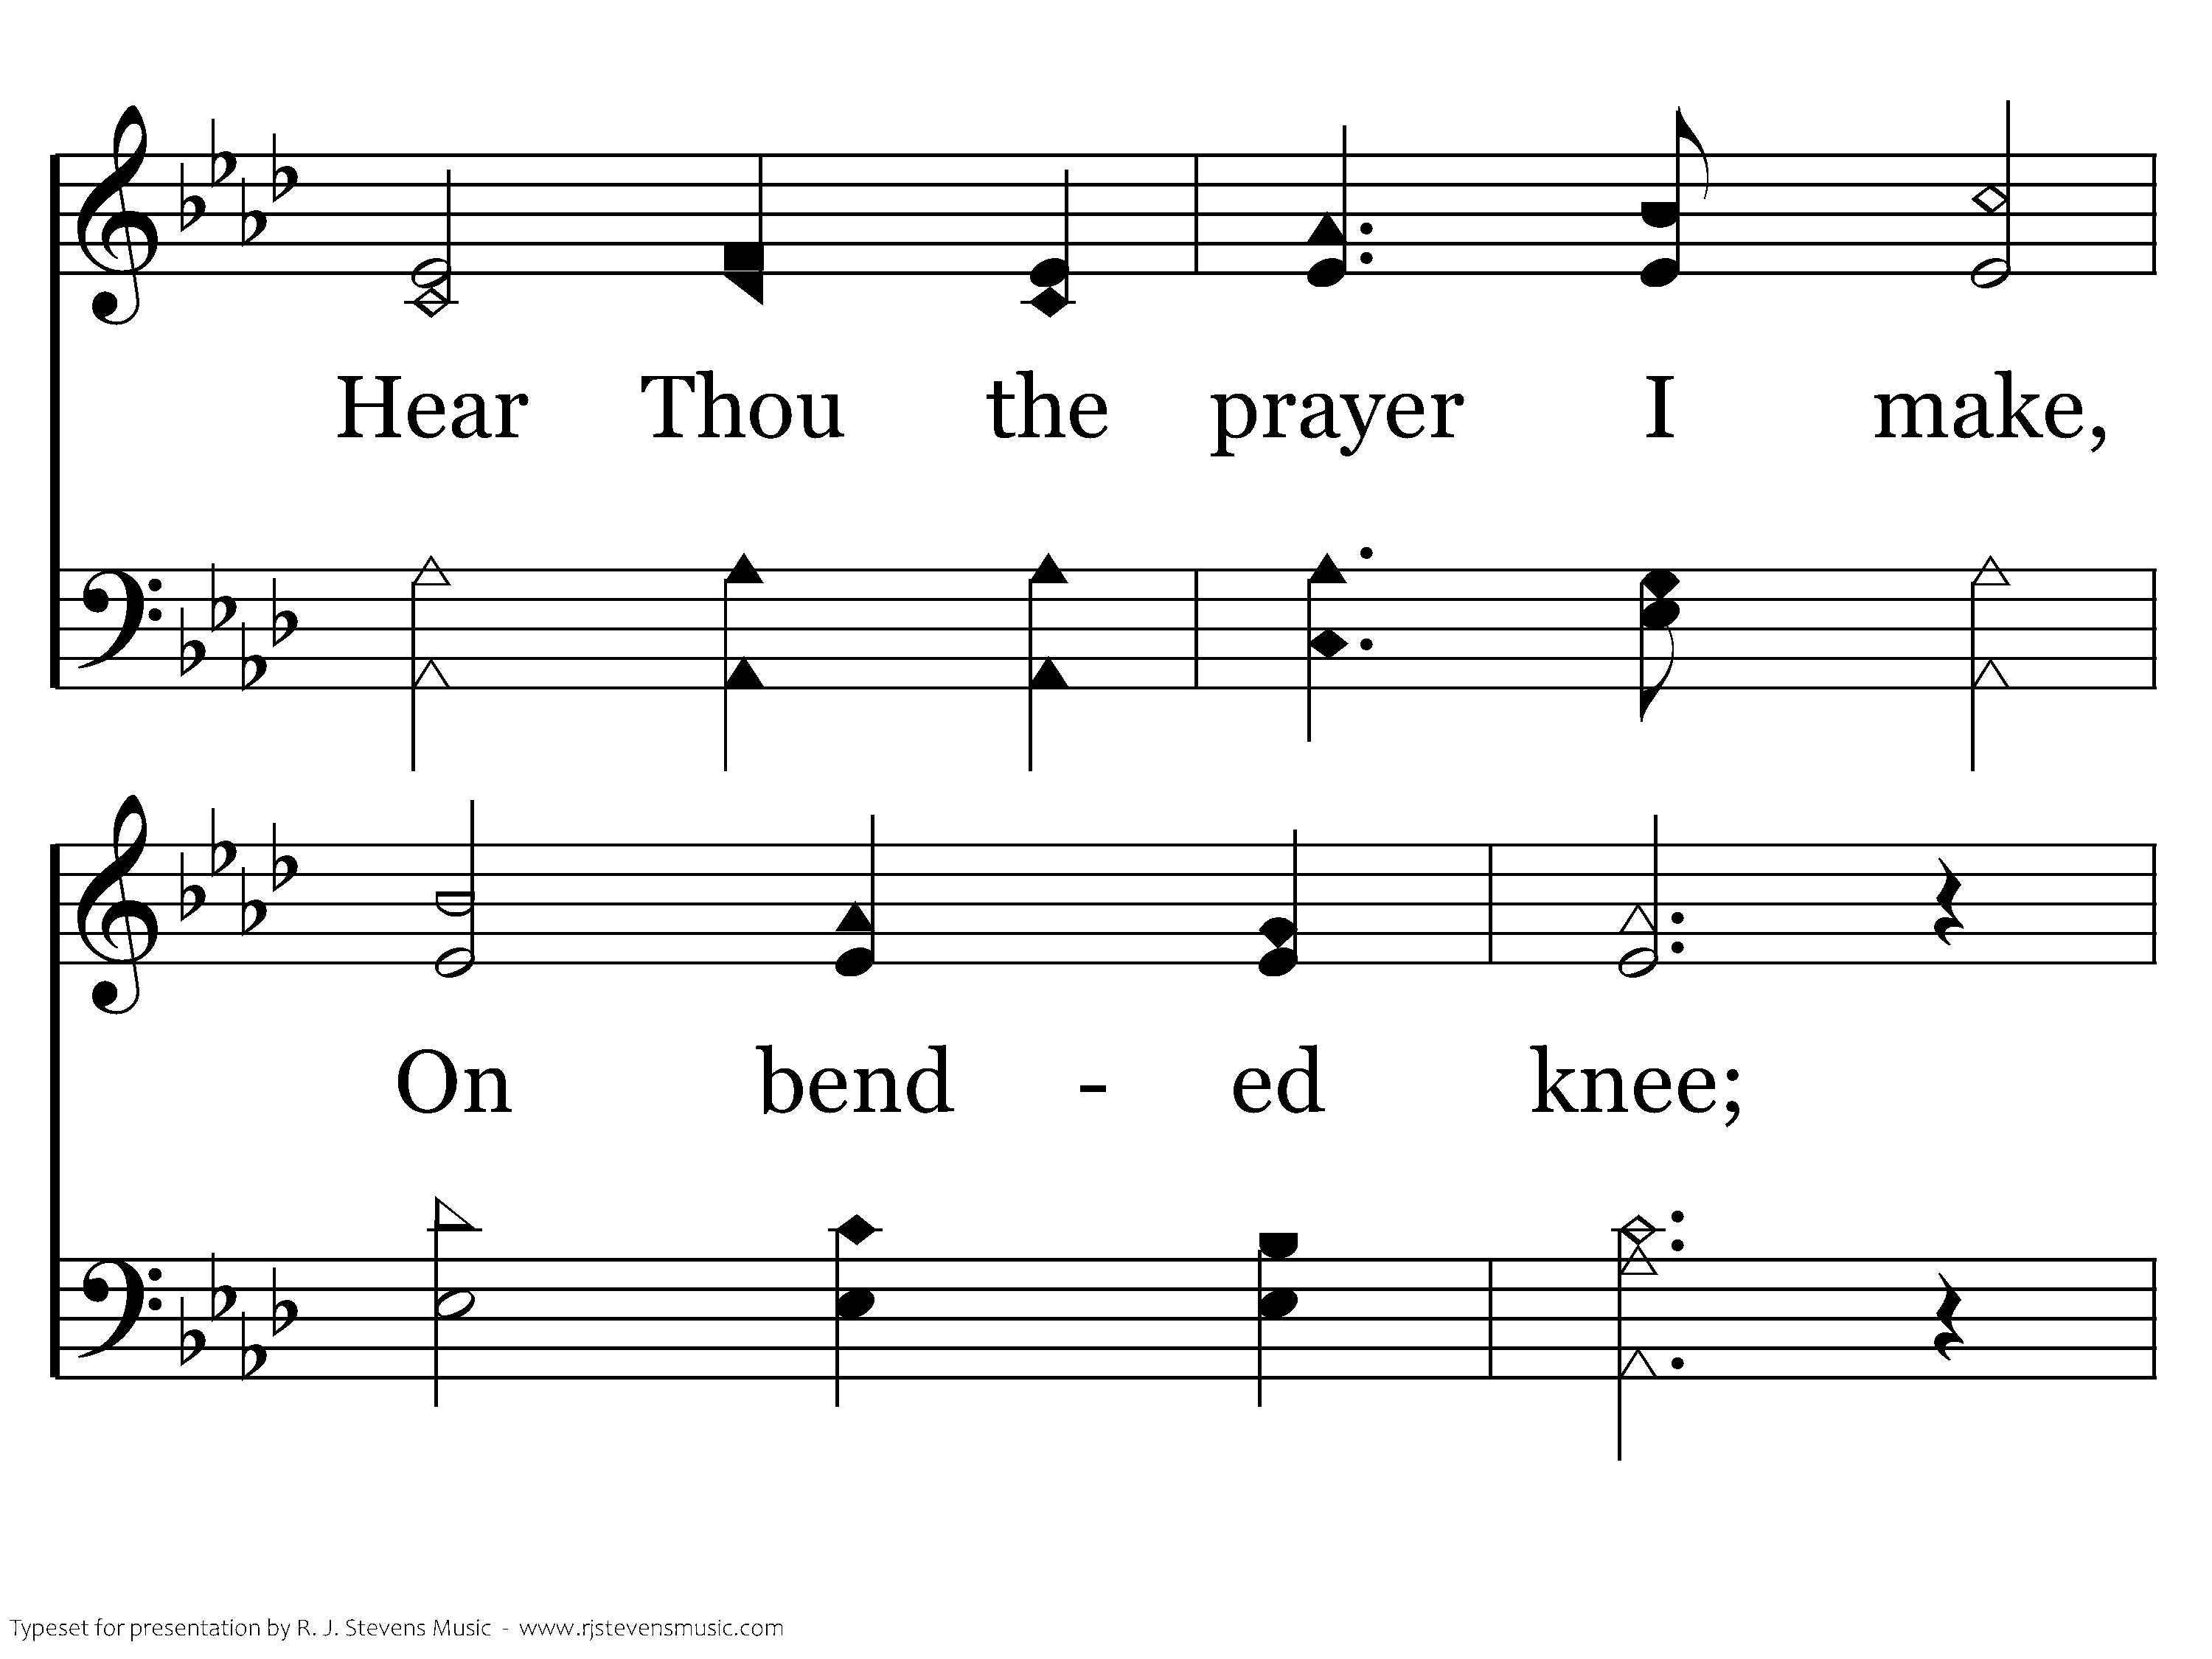 Hear Thou the prayer I make,
On bend - ed knee;
Typeset for presentation by R. J. Stevens Music - www.rjstevensmusic.com